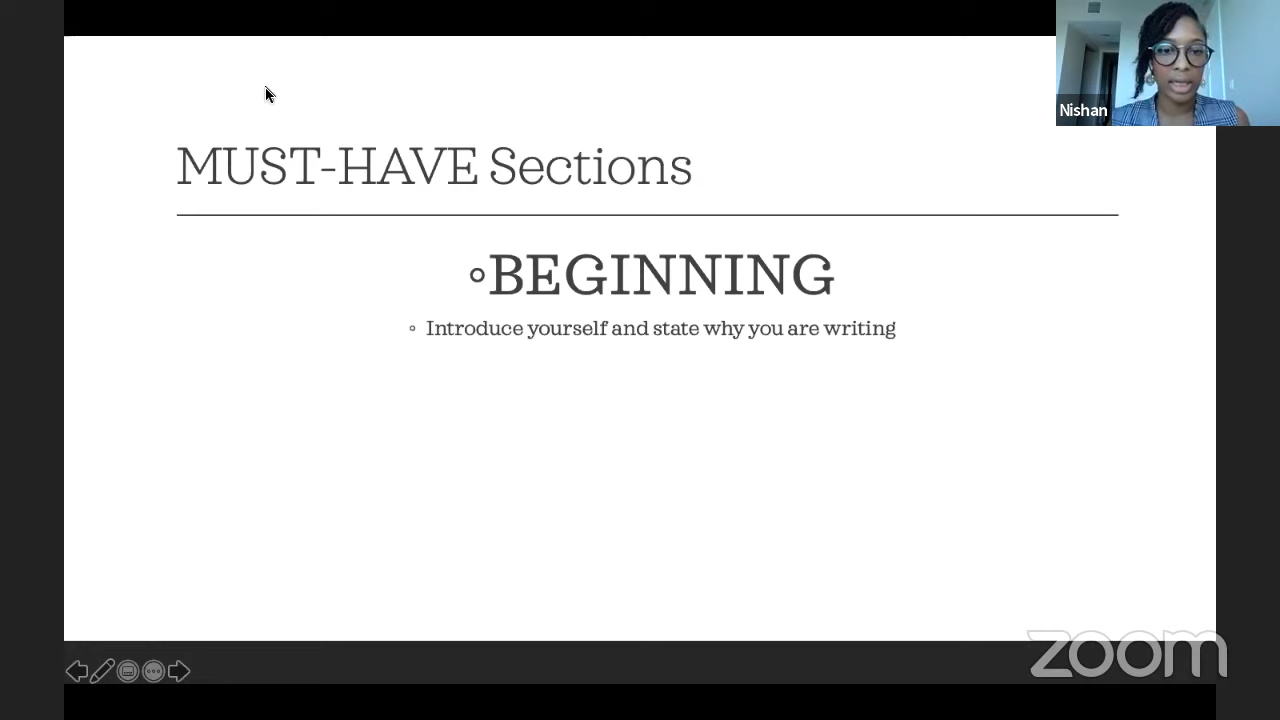 Nishan
MUST-HAVE Sections
◦BEGINNING
◦ Introduce yourself and state why you are writing
zoom